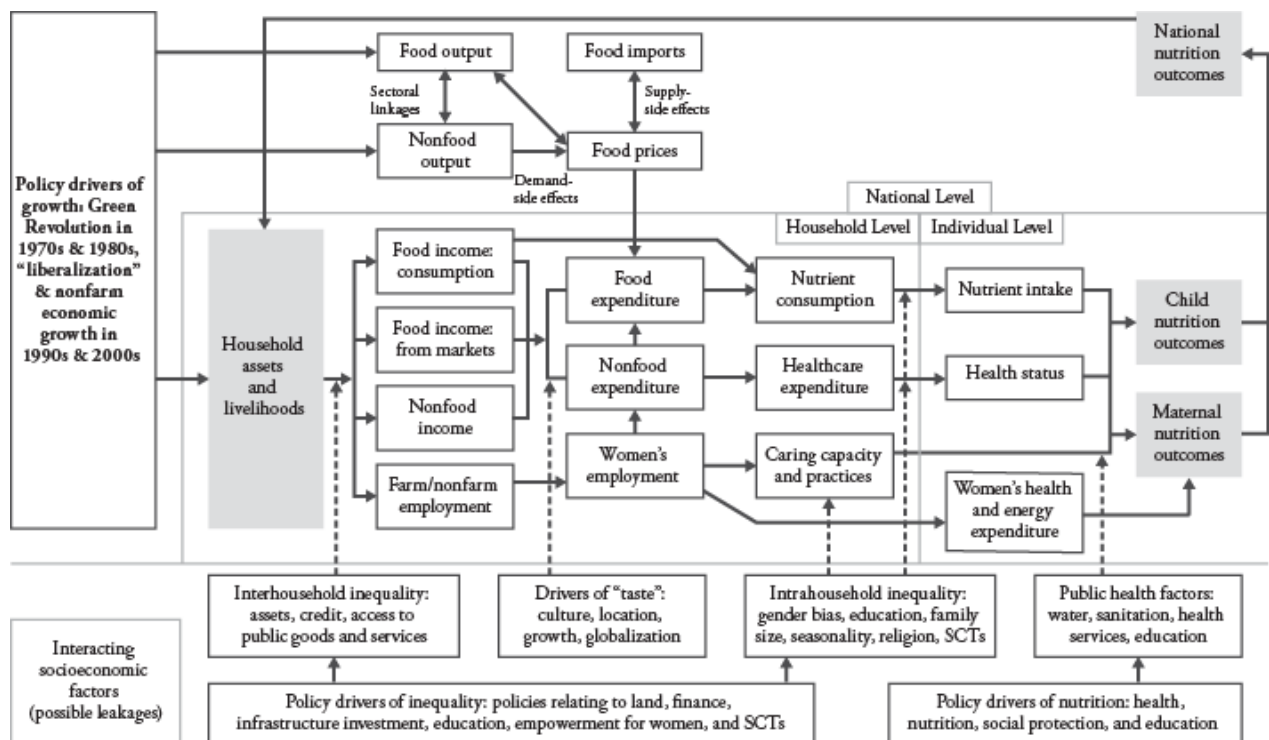 Policy drivers of
growth: Green
Revolution in
1970s & 1980s,
“liberalization”
& nonfarm
economic
growth in
1990s & 2000s
Food output
Food imports
National
nutrition
outcomes
Sectoral
linkages
Supply-
side effects
Nonfood
output
Food prices
Demand-
side effects
National Level
Household Level
Individual Level
Household
assets
and
livelihoods
Food income:
consumption
Food
expenditure
Nutrient
consumption
Nutrient intake
Child
nutrition
outcomes
Food income:
from markets
Nonfood
expenditure
Healthcare
expenditure
Health status
Nonfood
income
Women’s
employment
Caring capacity
and practices
Maternal
nutrition
outcomes
Farm/nonfarm
employment
Women’s health
and energy
expenditure
Interhousehold inequality:
assets, credit, access to
public goods and services
Drivers of “taste”:
culture, location,
growth, globalization
Intrahousehold inequality:
gender bias, education, family
size, seasonality, religion, SCTs
Public health factors:
water, sanitation, health
services, education
Interacting
socioeconomic
factors
(possible leakages)
Policy drivers of inequality: policies relating to land, finance,
infrastructure investment, education, empowerment for women, and SCTs
Policy drivers of nutrition: health,
nutrition, social protection, and education